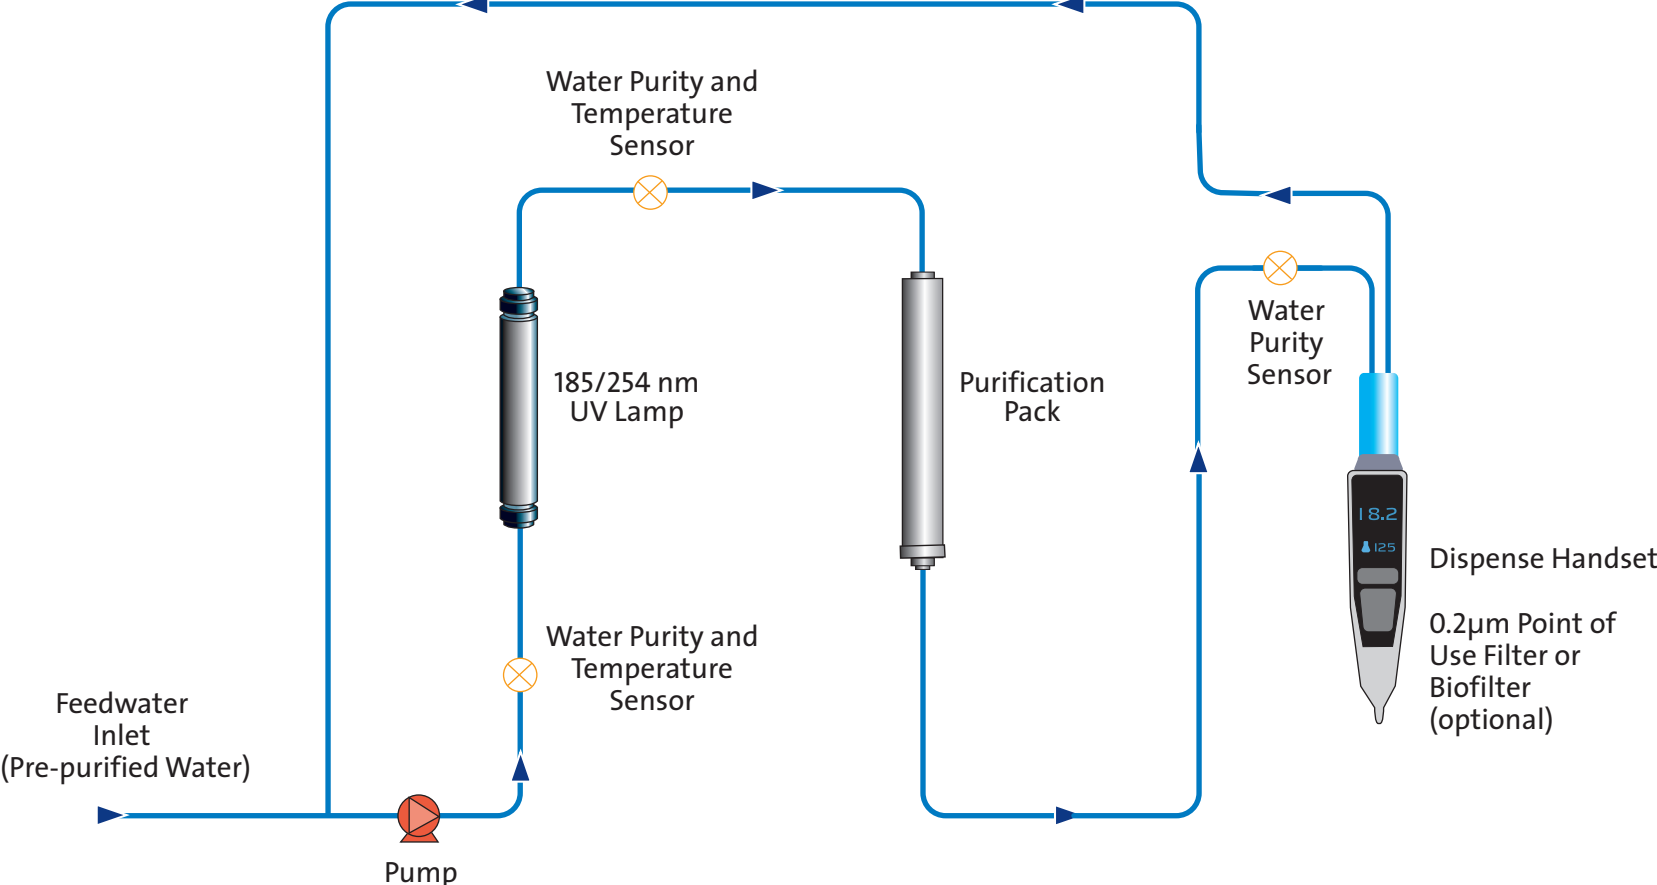 Water Purity and
Temperature
Sensor
Water
Purity
Sensor
185/254 nm
UV Lamp
Purification
Pack
18.2
125
Dispense Handset
0.2µm Point of
Use Filter or
Biofilter
(optional)
Water Purity and
Temperature
Sensor
Feedwater
Inlet
(Pre-purified Water)
Pump